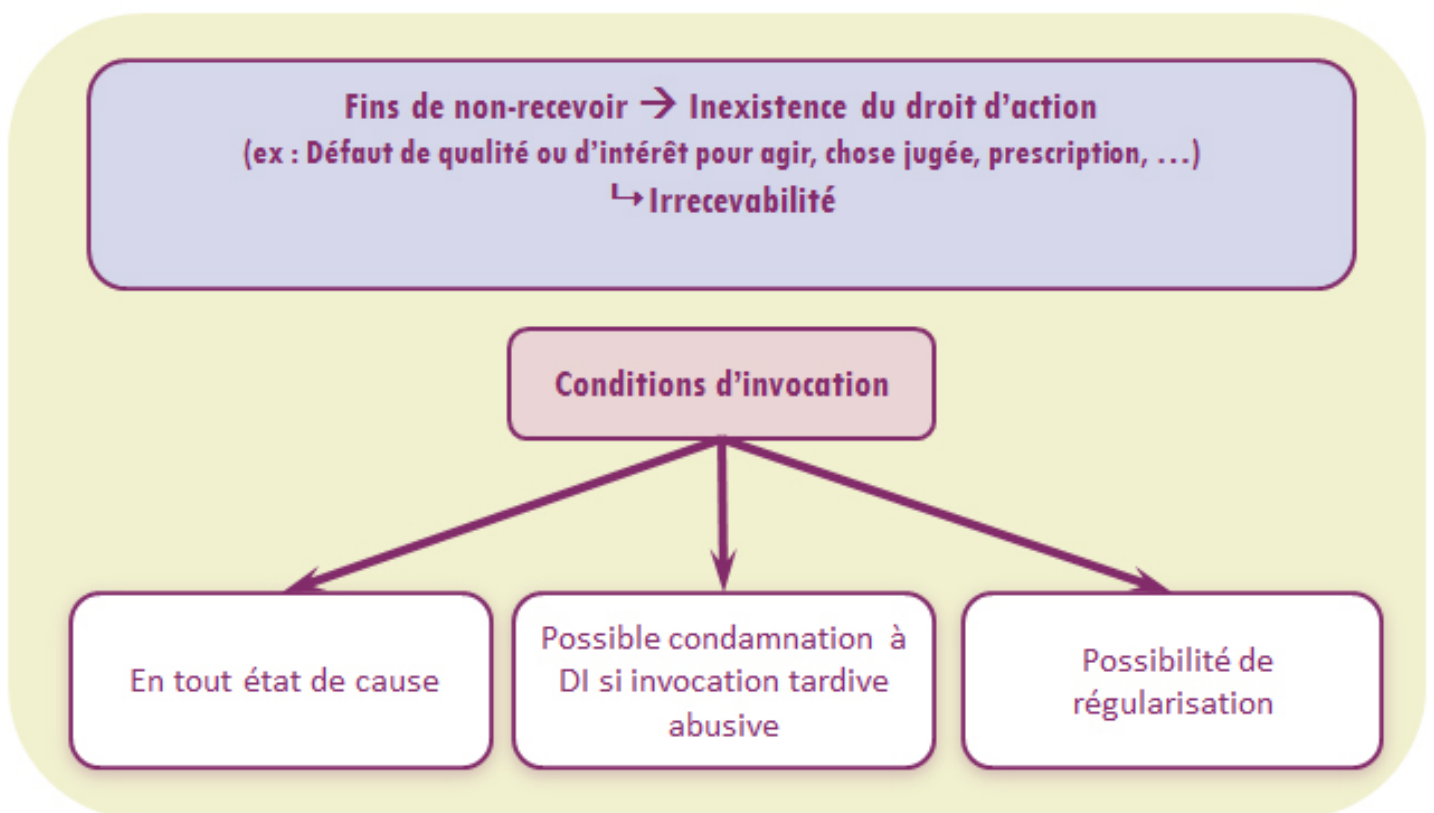 Fins de non-recevoir → Inexistence du droit d’action
(ex : Défaut de qualité ou d’intérêt pour agir, chose jugée, prescription, …)
↳Irrecevabilité
Conditions d’invocation
En tout état de cause
Possible condamnation à
DI si invocation tardive
abusive
Possibilité de
régularisation